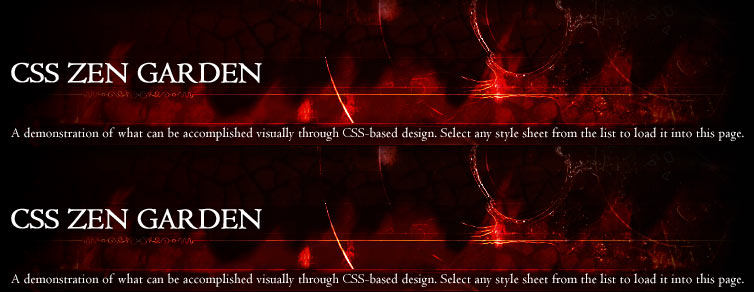 CSS ZEN GARDEN
A demonstration of what can be accomplished visually through CSS-based design. Select any style sheet from the list to load it into this page.
CSS ZEN GARDEN
A demonstration of what can be accomplished visually through CSS-based design. Select any style sheet from the list to load it into this page.